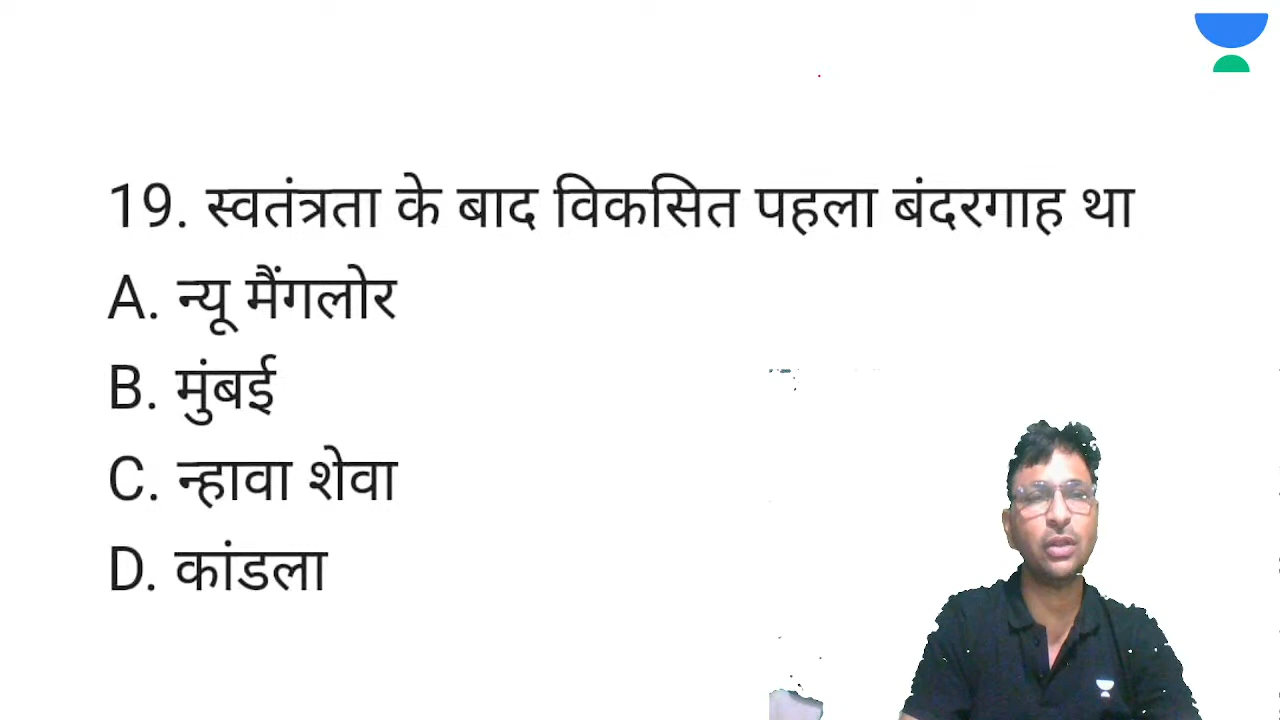 19. स्वतंत्रता के बाद विकसित पहला बंदरगाह था
A. न्यू मैंगलोर
B. मुंबई
C. न्हावा शेवा
D. कांडला